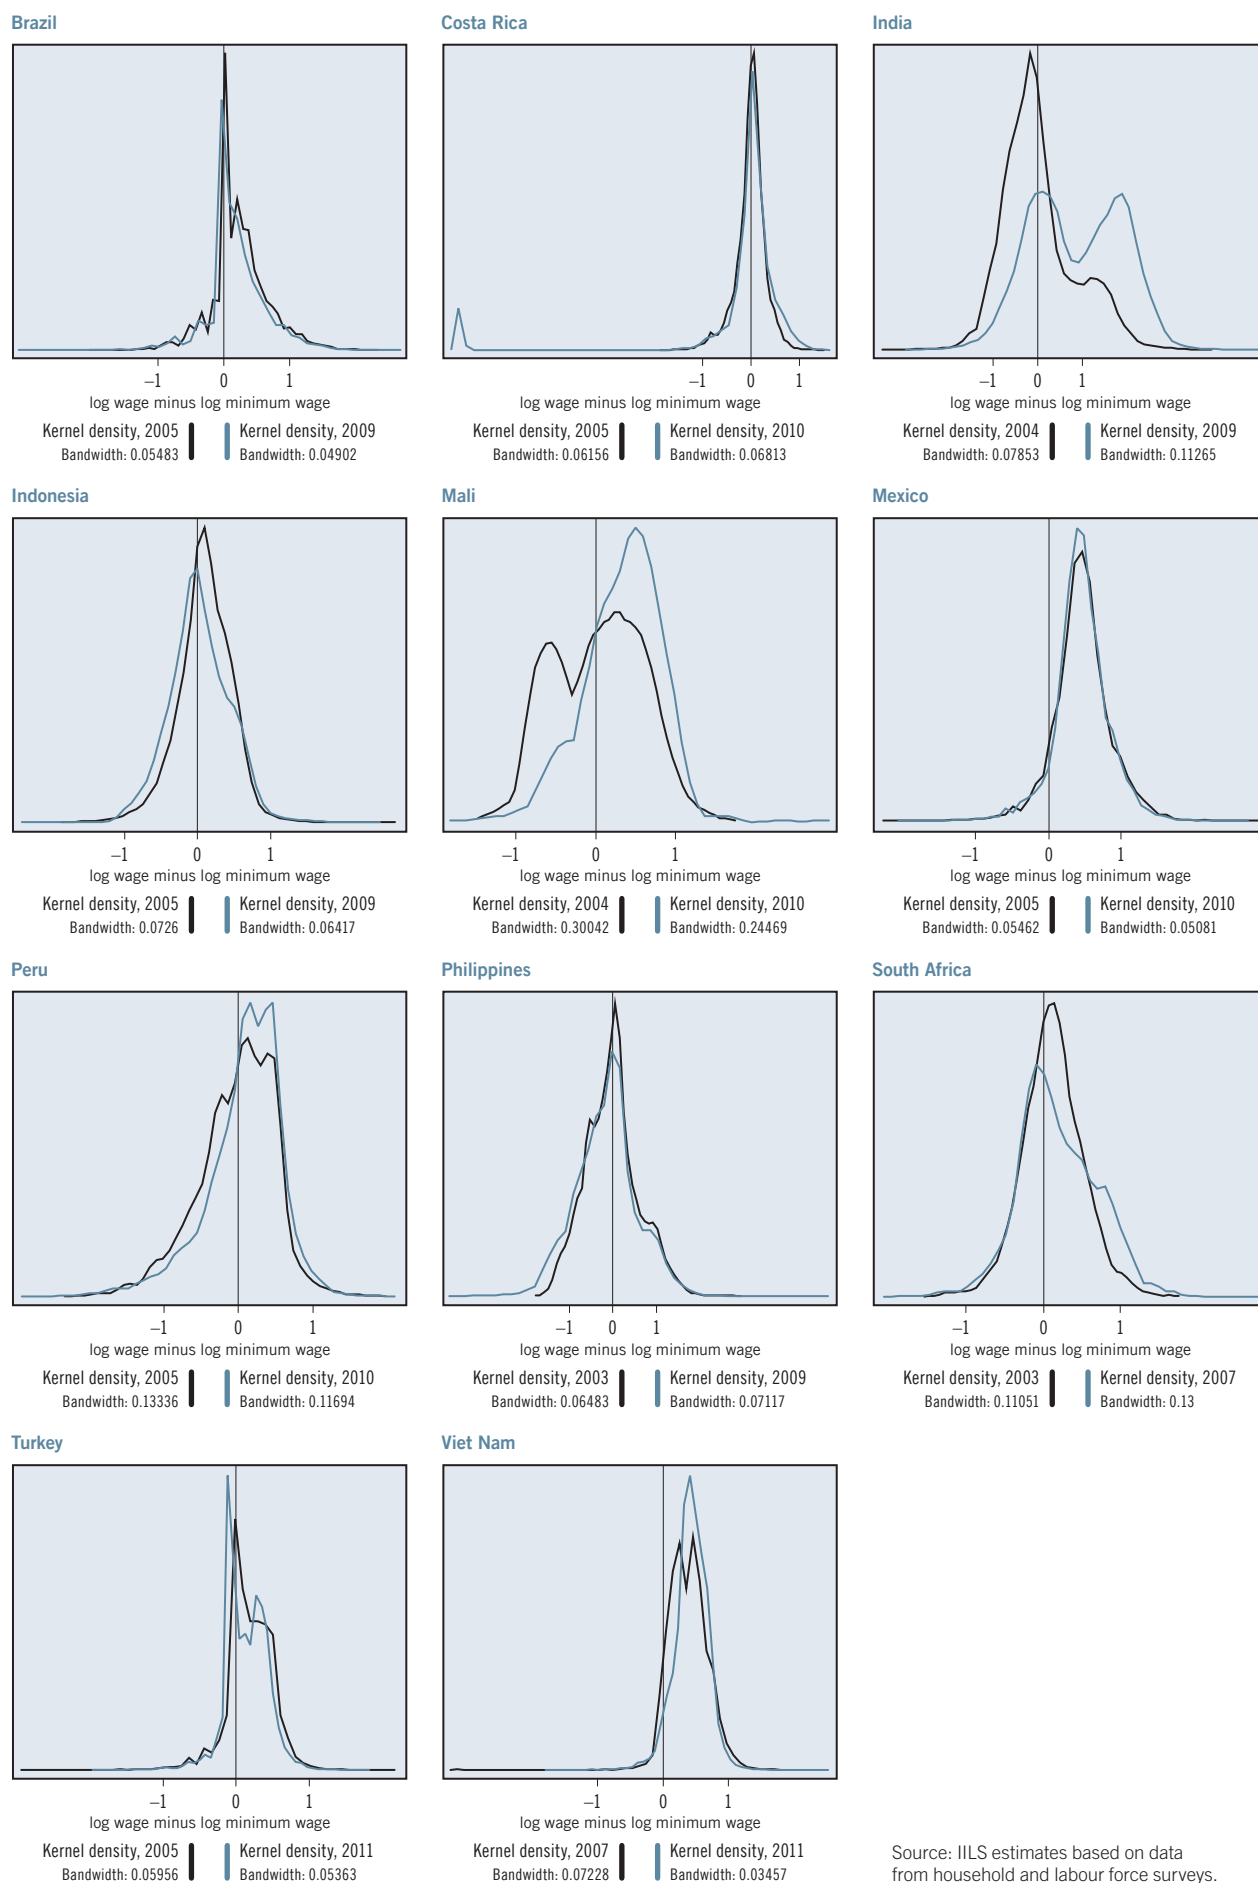 Brazil
−1 0 1
log wage minus log minimum wage
Kernel density, 2005
Bandwidth: 0.05483
Kernel density, 2009
Bandwidth: 0.04902
Costa Rica
−1 0 1
log wage minus log minimum wage
Kernel density, 2005
Bandwidth: 0.06156
Kernel density, 2010
Bandwidth: 0.06813
India
−1 0 1
log wage minus log minimum wage
Kernel density, 2004
Bandwidth: 0.07853
Kernel density, 2009
Bandwidth: 0.11265
Indonesia
−1 0 1
log wage minus log minimum wage
Kernel density, 2005
Bandwidth: 0.0726
Kernel density, 2009
Bandwidth: 0.06417
Mali
−1 0 1
log wage minus log minimum wage
Kernel density, 2004
Bandwidth: 0.30042
Kernel density, 2010
Bandwidth: 0.24469
Mexico
−1 0 1
log wage minus log minimum wage
Kernel density, 2005
Bandwidth: 0.05462
Kernel density, 2010
Bandwidth: 0.05081
Peru
−1 0 1
log wage minus log minimum wage
Kernel density, 2005
Bandwidth: 0.13336
Kernel density, 2010
Bandwidth: 0.11694
Philippines
−1 0 1
log wage minus log minimum wage
Kernel density, 2003
Bandwidth: 0.06483
Kernel density, 2009
Bandwidth: 0.07117
South Africa
−1 0 1
log wage minus log minimum wage
Kernel density, 2003
Bandwidth: 0.11051
Kernel density, 2007
Bandwidth: 0.13
Turkey
−1 0 1
log wage minus log minimum wage
Kernel density, 2005
Bandwidth: 0.05956
Kernel density, 2011
Bandwidth: 0.05363
Viet Nam
−1 0 1
log wage minus log minimum wage
Kernel density, 2007
Bandwidth: 0.07228
Kernel density, 2011
Bandwidth: 0.03457
Source: IILS estimates based on data
from household and labour force surveys.